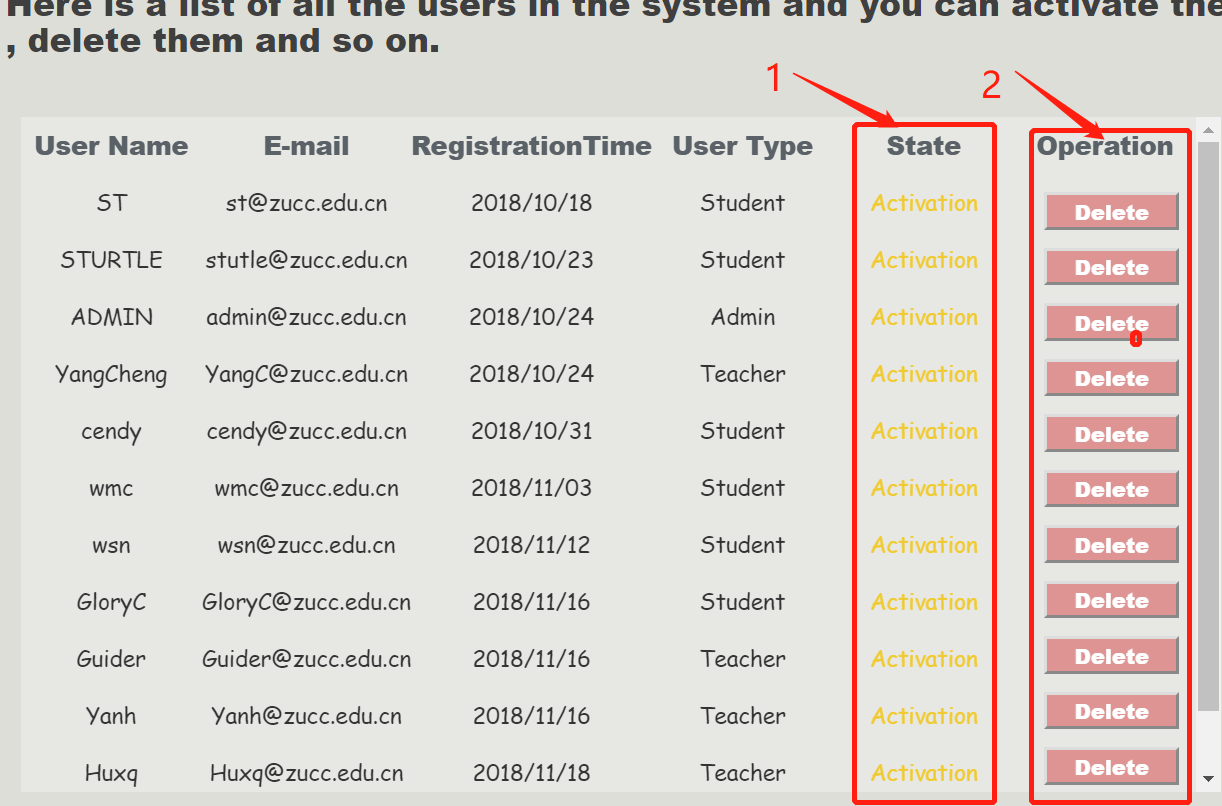 Here is a list of all the users in the system and you can activate the
, delete them and so on.
1 2
User Name E-mail RegistrationTime User Type State Operation
ST st@zucc.edu.cn 2018/10/18 Student Activation Delete
STURTLE stutle@zucc.edu.cn 2018/10/23 Student Activation Delete
ADMIN admin@zucc.edu.cn 2018/10/24 Admin Activation Delete
YangCheng YangC@zucc.edu.cn 2018/10/24 Teacher Activation Delete
cendy cendy@zucc.edu.cn 2018/10/31 Student Activation Delete
wmc wmc@zucc.edu.cn 2018/11/03 Student Activation Delete
wsn wsn@zucc.edu.cn 2018/11/12 Student Activation Delete
GloryC GloryC@zucc.edu.cn 2018/11/16 Student Activation Delete
Guider Guider@zucc.edu.cn 2018/11/16 Teacher Activation Delete
Yanh Yanh@zucc.edu.cn 2018/11/16 Teacher Activation Delete
Huxq Huxq@zucc.edu.cn 2018/11/18 Teacher Activation Delete